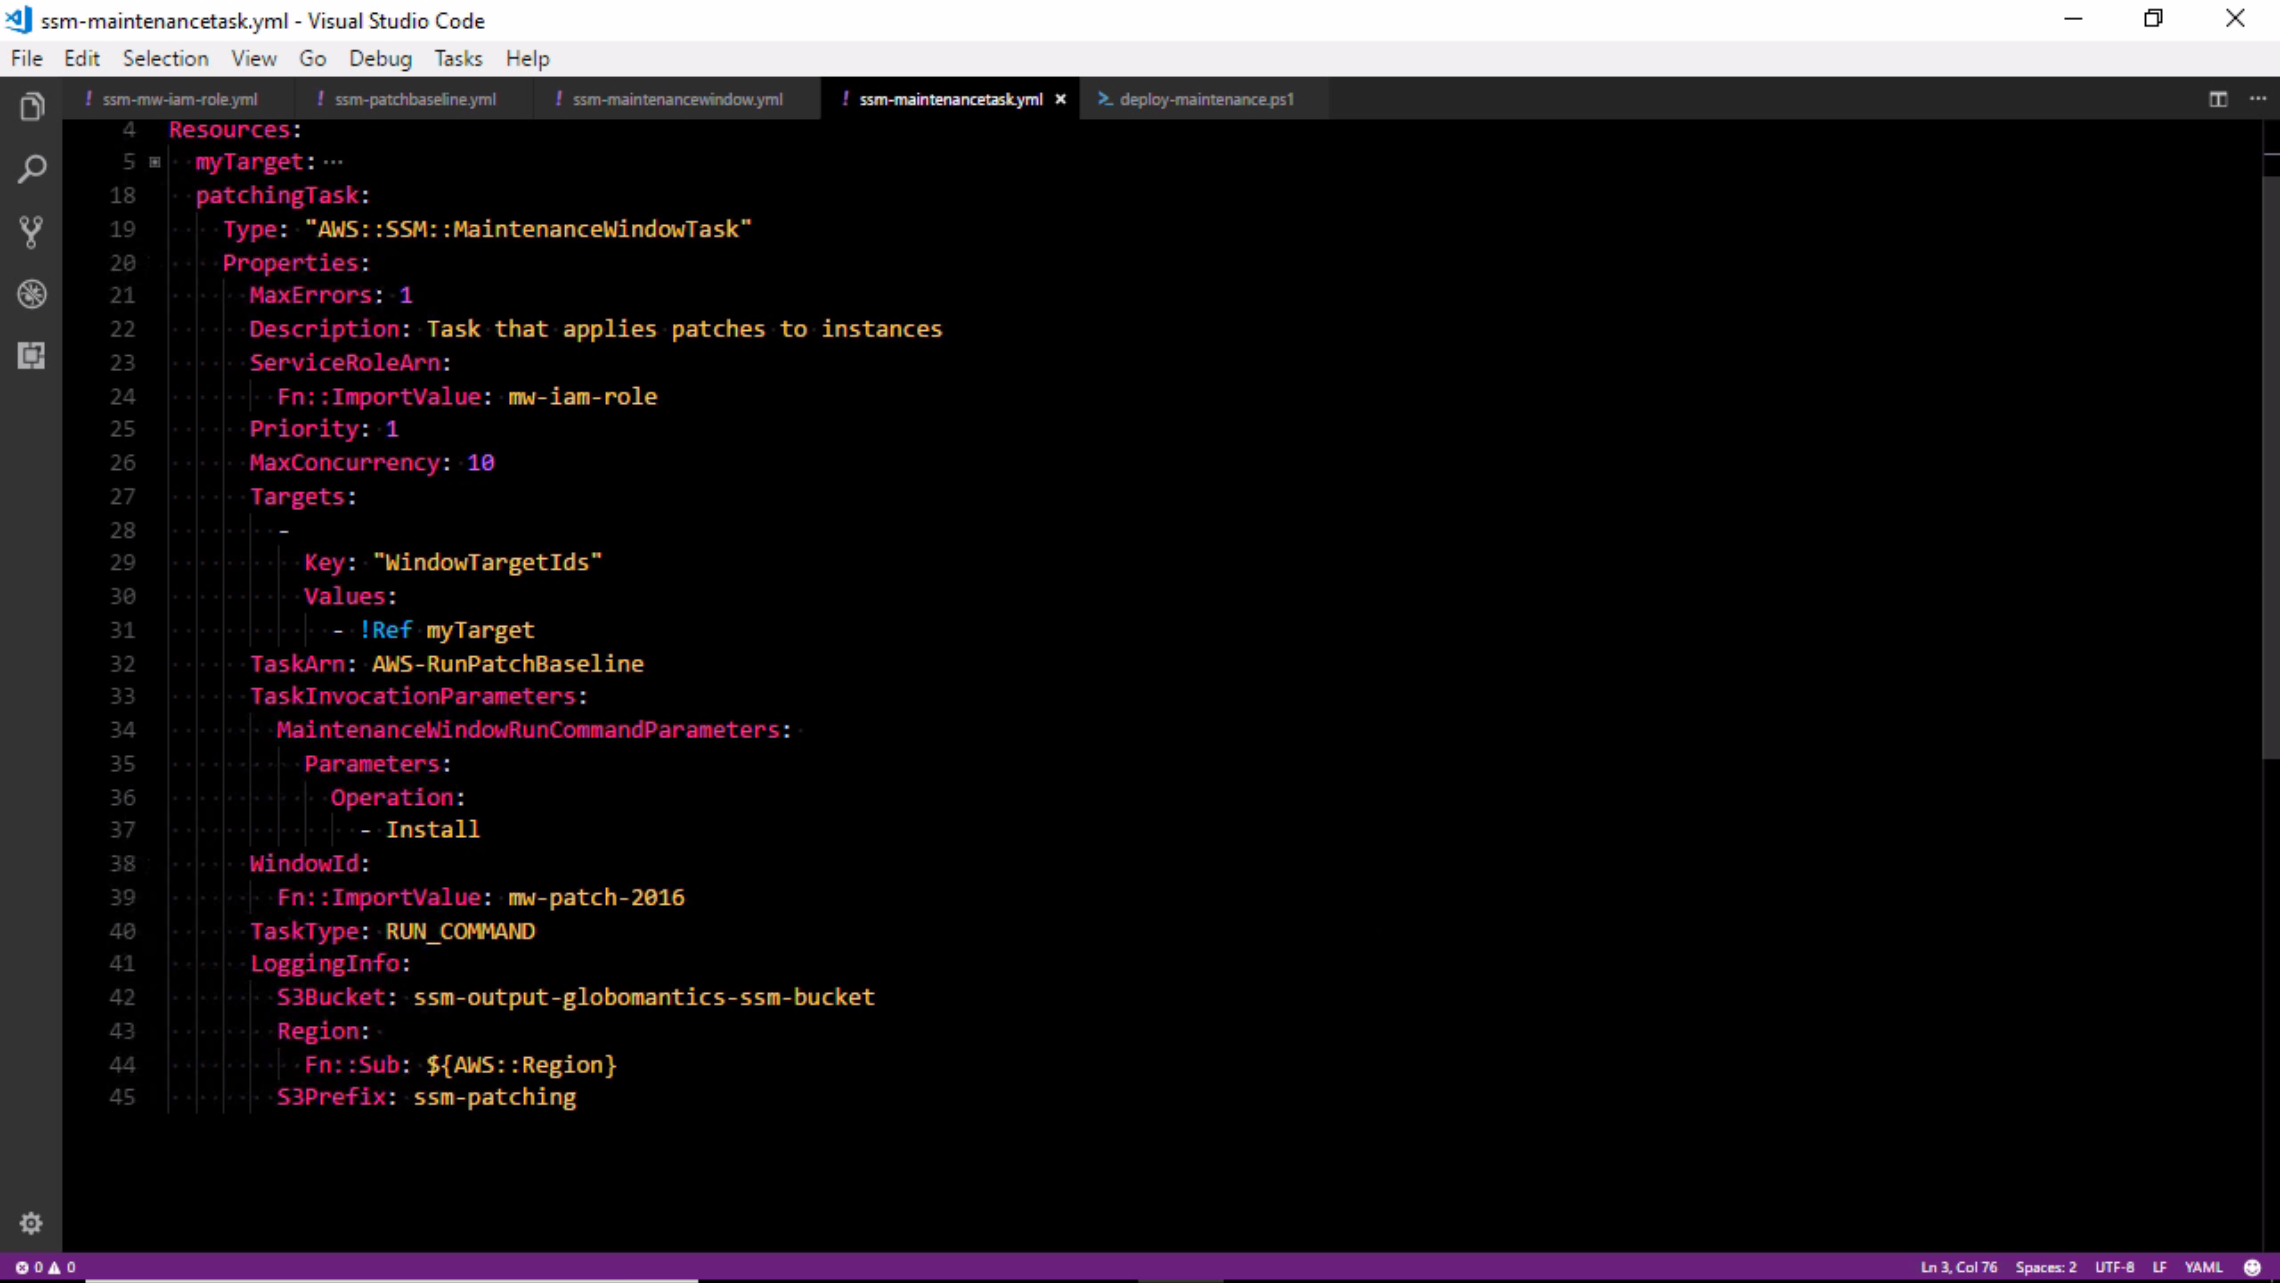 ssm-maintenancetask.yml - Visual Studio Code
File Edit Selection View Go Debug Tasks Help
! ssm-mw-iam-role.yml ! ssm-patchbaseline.yml ! ssm-maintenancewindow.yml ! ssm-maintenancetask.yml × >_ deploy-maintenance.ps1 ...
4 Resources:
5 myTarget: ...
18 patchingTask:
19 Type: "AWS::SSM::MaintenanceWindowTask"
20 Properties:
21 MaxErrors: 1
22 Description: Task that applies patches to instances
23 ServiceRoleArn:
24 Fn::ImportValue: mw-iam-role
25 Priority: 1
26 MaxConcurrency: 10
27 Targets:
28 -
29 Key: "WindowTargetIds"
30 Values:
31 - !Ref myTarget
32 TaskArn: AWS-RunPatchBaseline
33 TaskInvocationParameters:
34 MaintenanceWindowRunCommandParameters:
35 Parameters:
36 Operation:
37 - Install
38 WindowId:
39 Fn::ImportValue: mw-patch-2016
40 TaskType: RUN_COMMAND
41 LoggingInfo:
42 S3Bucket: ssm-output-globomantics-ssm-bucket
43 Region:
44 Fn::Sub: ${AWS::Region}
45 S3Prefix: ssm-patching
0 0 Ln 3, Col 76 Spaces: 2 UTF-8 LF YAML